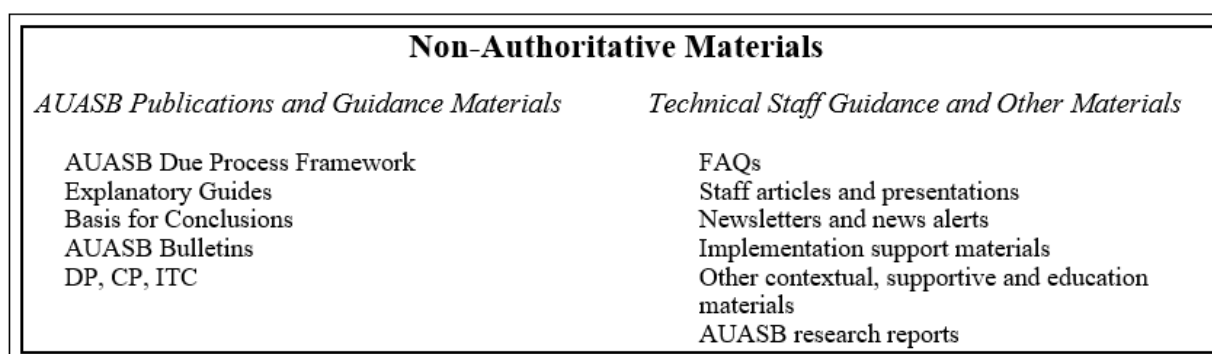 Non-Authoritative Materials
AUASB Publications and Guidance Materials
AUASB Due Process Framework
Explanatory Guides
Basis for Conclusions
AUASB Bulletins
DP, CP, ITC
Technical Staff Guidance and Other Materials
FAQs
Staff articles and presentations
Newsletters and news alerts
Implementation support materials
Other contextual, supportive and education
materials
AUASB research reports